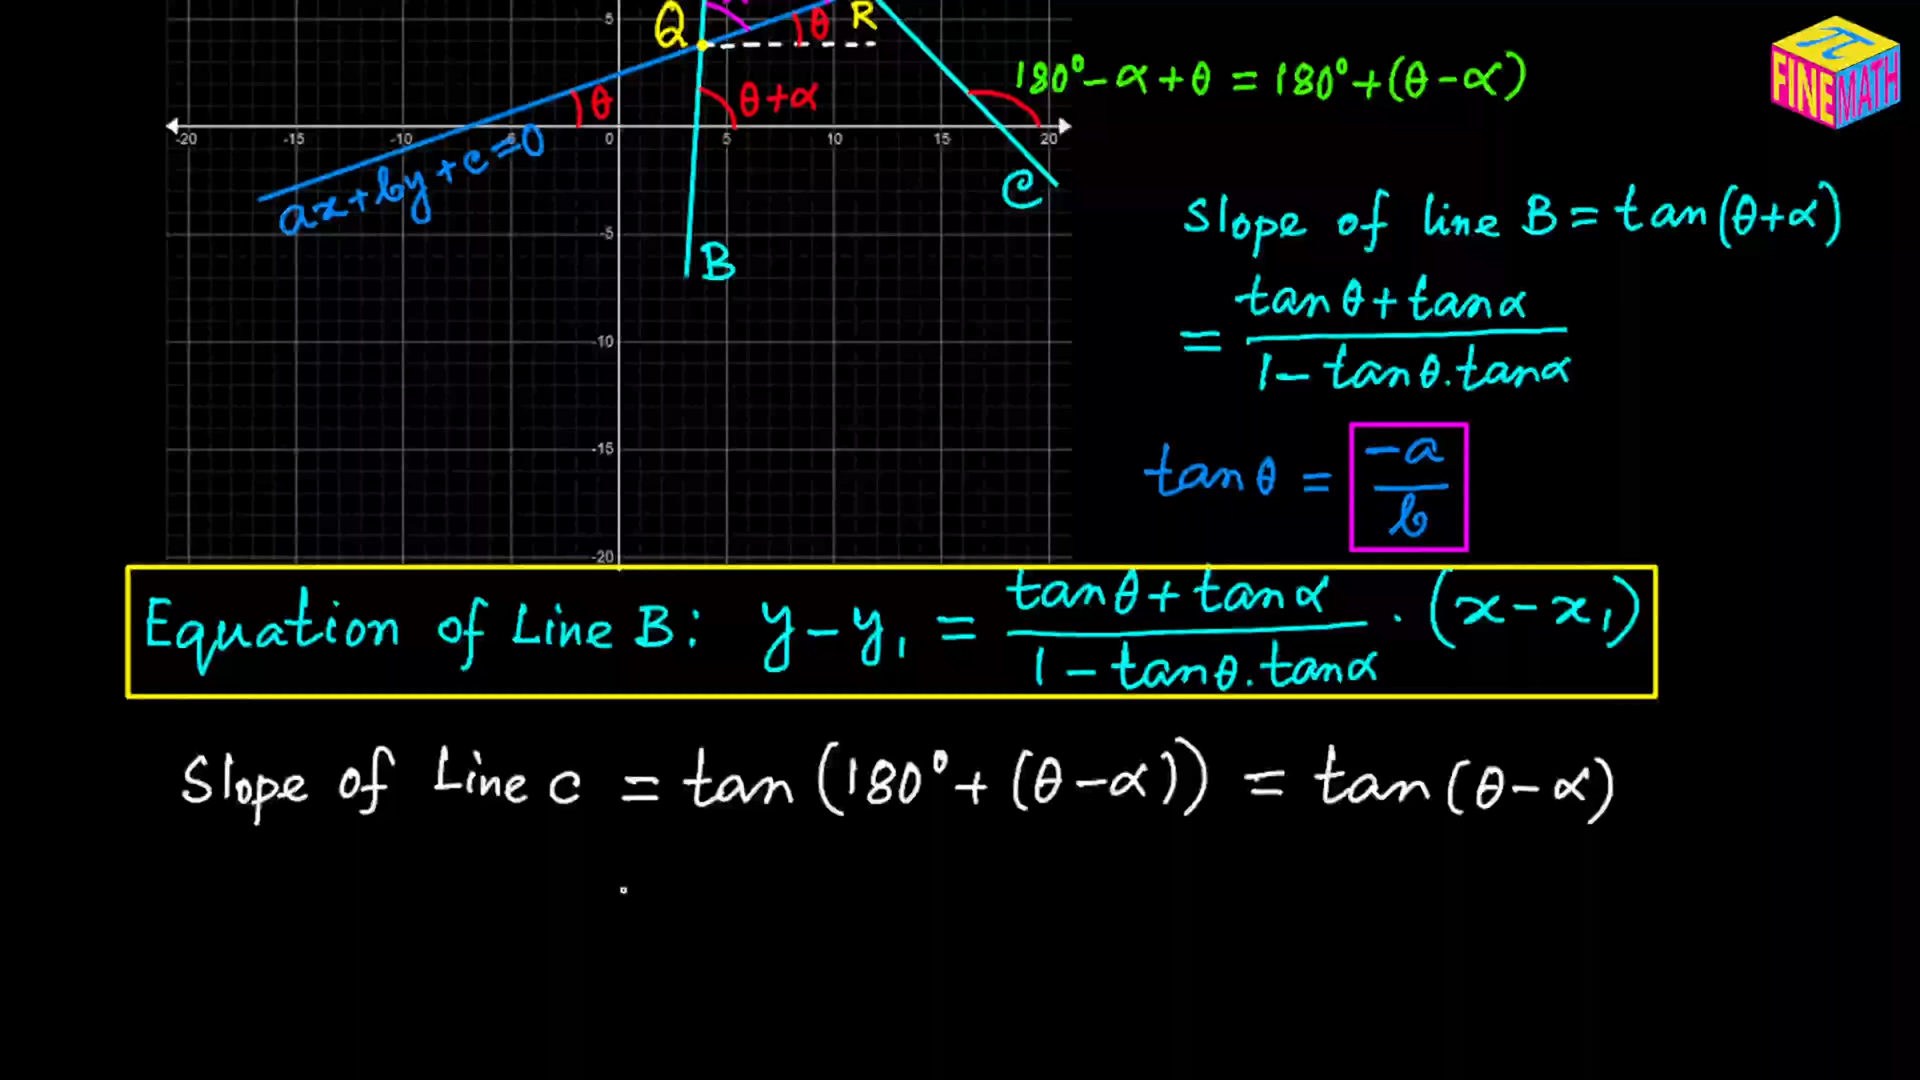 5
Q
θ
R
180°-α+θ = 180°+(θ-α)
π
FINE MATH
θ
θ+α
-20 -15 -10 -5 0 5 10 15 20
ax+by+c=0
C
Slope of line B = tan(θ+α)
-5
B
= (tanθ+tanα)/(1-tanθ.tanα)
-10
-15
tanθ = -a/b
-20
Equation of Line B: y-y₁ = (tanθ+tanα)/(1-tanθ.tanα) . (x-x₁)
Slope of Line C = tan(180°+(θ-α)) = tan(θ-α)